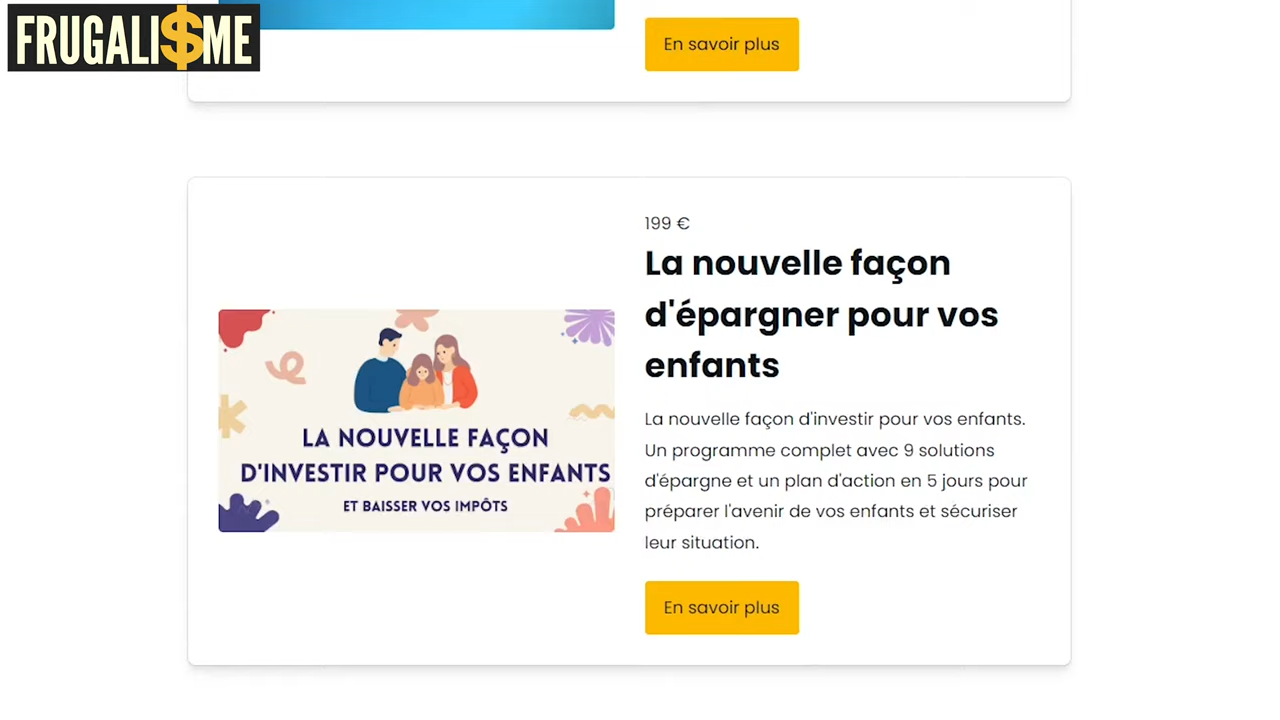 FRUGALI$ME
En savoir plus
199 €
La nouvelle façon
d'épargner pour vos
enfants
LA NOUVELLE FAÇON
D'INVESTIR POUR VOS ENFANTS
ET BAISSER VOS IMPÔTS
La nouvelle façon d'investir pour vos enfants.
Un programme complet avec 9 solutions
d'épargne et un plan d'action en 5 jours pour
préparer l'avenir de vos enfants et sécuriser
leur situation.
En savoir plus